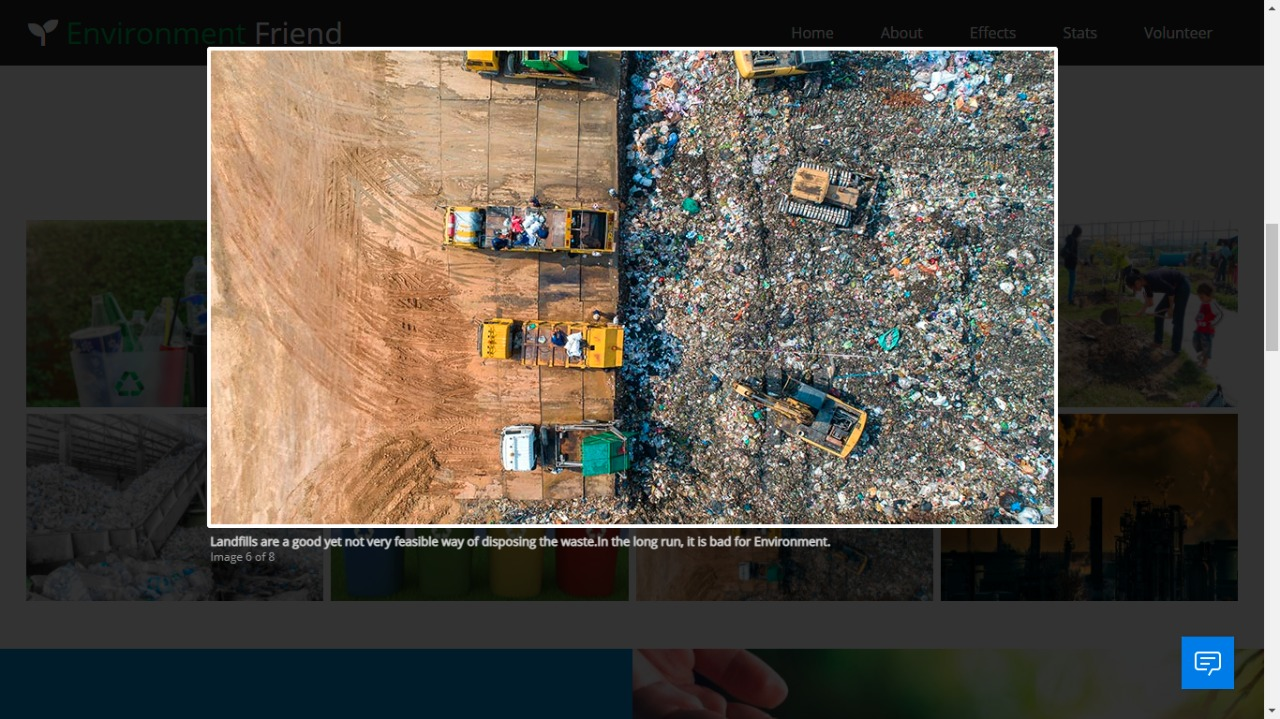 Environment Friend
Home About Effects Stats Volunteer
Landfills are a good yet not very feasible way of disposing the waste.In the long run, it is bad for Environment.
Image 6 of 8